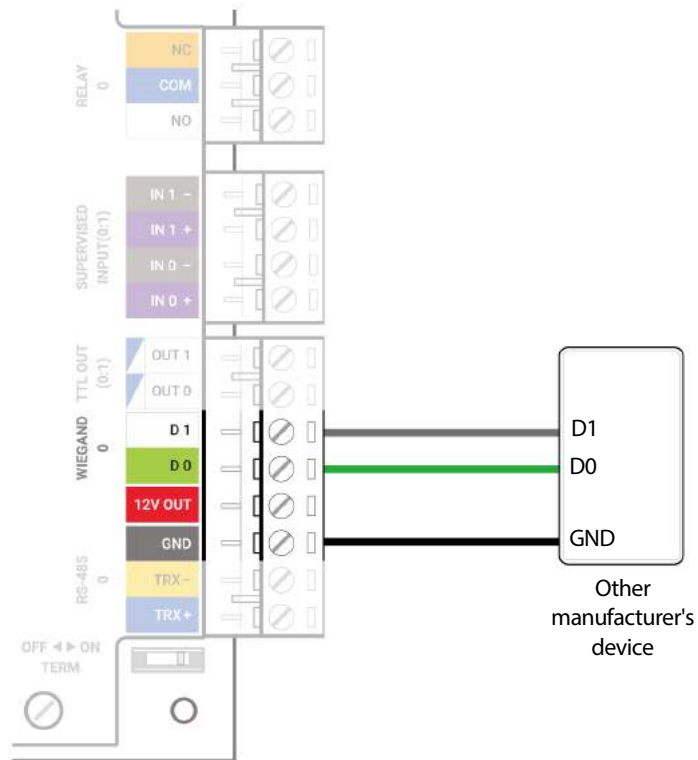 RELAY
0
NC
COM
NO
SUPERVISED
INPUT(0:1)
IN 1 -
IN 1 +
IN 0 -
IN 0 +
TTL OUT
(0:1)
OUT 1
OUT 0
WIEGAND
0
D 1
D 0
12V OUT
GND
RS-485
0
TRX-
TRX+
OFF ◄ ► ON
TERM
D1
D0
GND
Other
manufacturer's
device